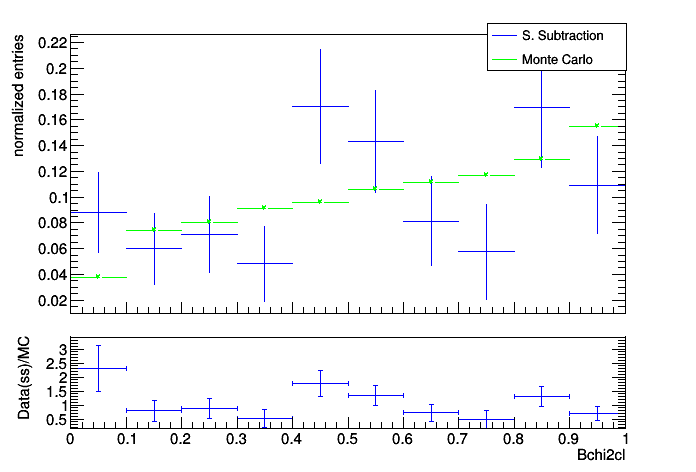 S. Subtraction
Monte Carlo
normalized entries
0.22
0.2
0.18
0.16
0.14
0.12
0.1
0.08
0.06
0.04
0.02
Data(ss)/MC
3
2.5
2
1.5
1
0.5
0 0.1 0.2 0.3 0.4 0.5 0.6 0.7 0.8 0.9 1
Bchi2cl